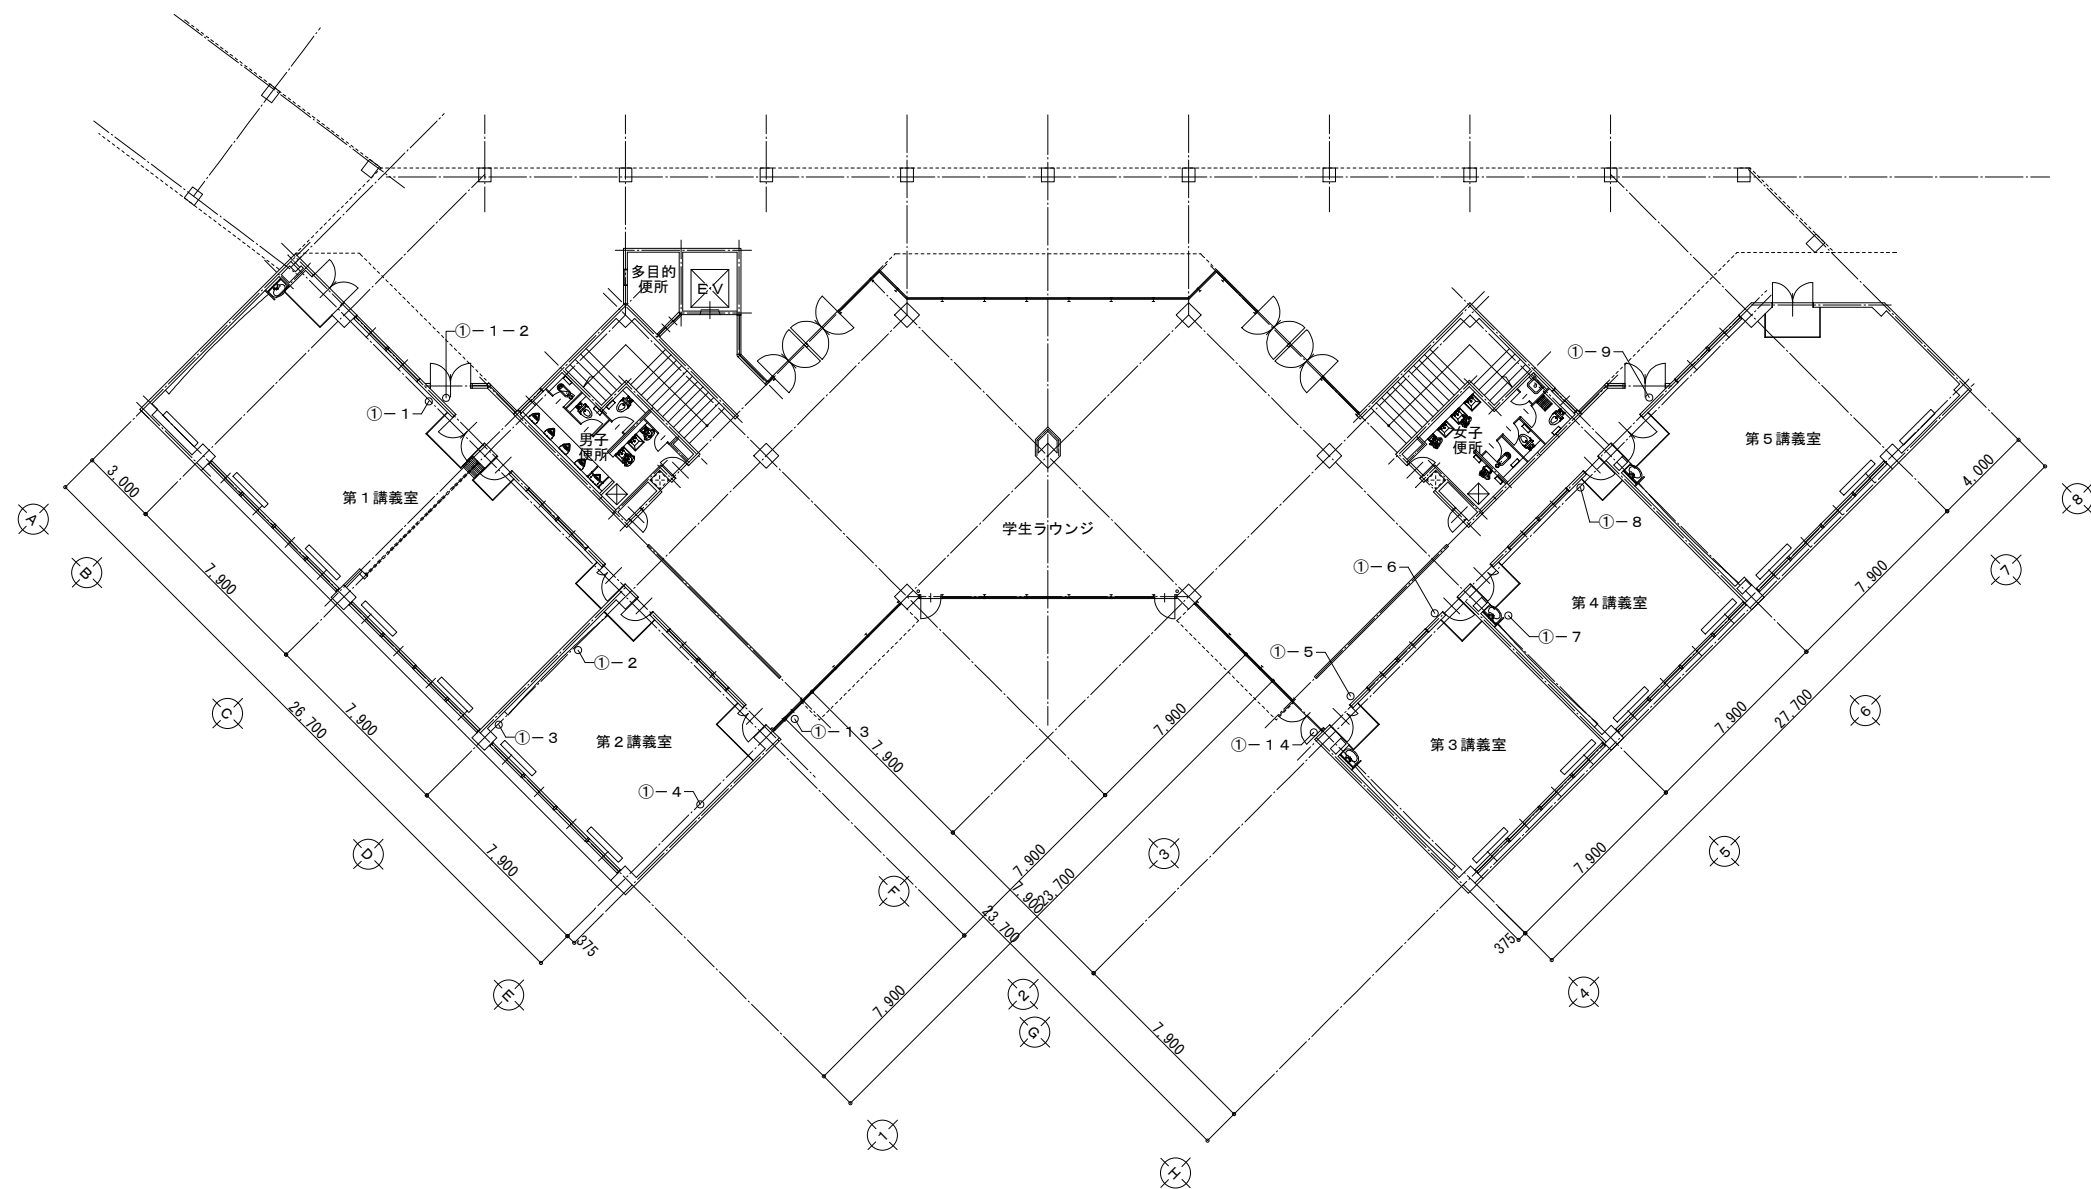 多目的
便所
E V
①－１－２
①－９
①－１
男子
便所
女子
便所
第５講義室
3,000
第１講義室
4,000
A
8
①－８
学生ラウンジ
B
7,900
①－６
7
7,900
第４講義室
①－７
①－２
①－５
C
26,700
7,900
①－３
第２講義室
①－１３
7,900
7,900
①－１４
第３講義室
7,900
27,700
6
①－４
D
7,900
7,900
3
7,900
5
F
7,900
23,700
23,700
375
375
E
7,900
2
4
G
7,900
1
H